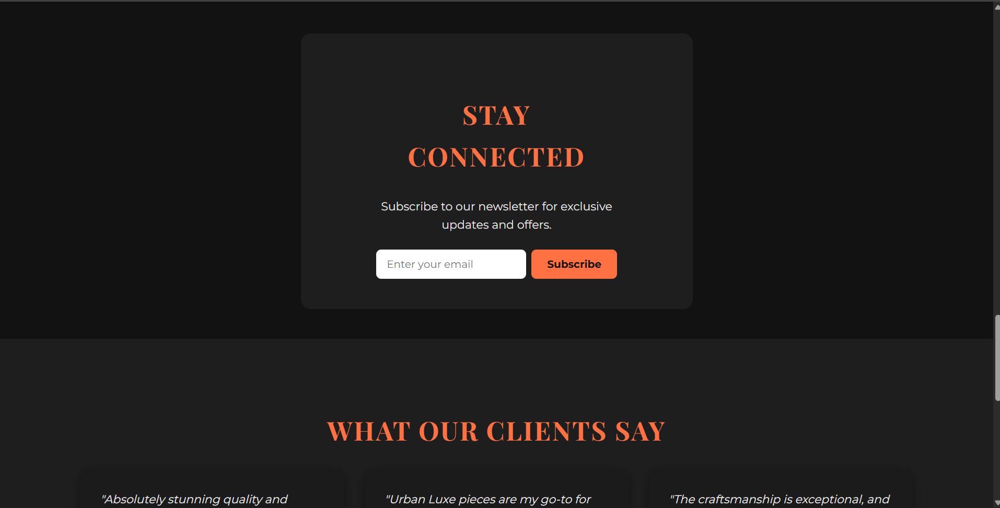 STAY
CONNECTED
Subscribe to our newsletter for exclusive
updates and offers.
Enter your email
Subscribe
WHAT OUR CLIENTS SAY
"Absolutely stunning quality and
"Urban Luxe pieces are my go-to for
"The craftsmanship is exceptional, and